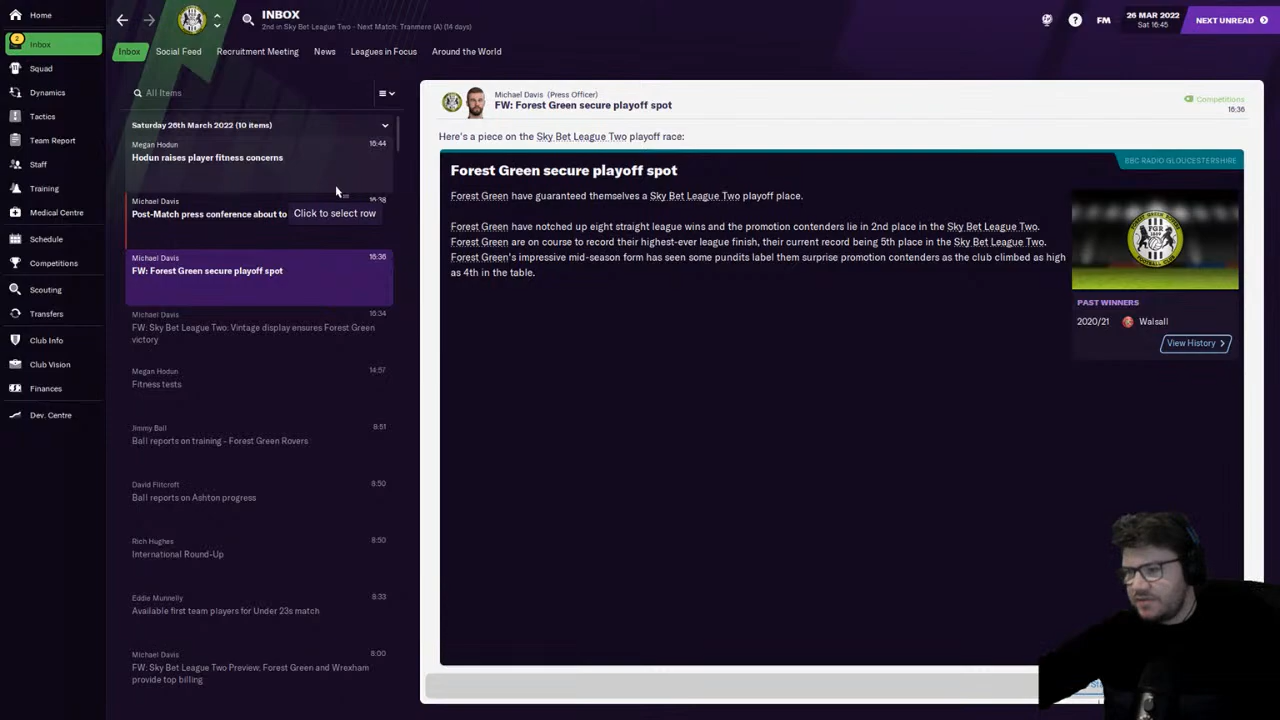 Home
Inbox
2
Squad
Dynamics
Tactics
Team Report
Staff
Training
Medical Centre
Schedule
Competitions
Scouting
Transfers
Club Info
Club Vision
Finances
Dev. Centre
INBOX
2nd in Sky Bet League Two - Next Match: Tranmere (A) (14 days)
FM
26 MAR 2022
Sat 16:45
NEXT UNREAD
Inbox
Social Feed
Recruitment Meeting
News
Leagues in Focus
Around the World
All Items
Saturday 26th March 2022 (10 items)
Megan Hodun 16:44
Hodun raises player fitness concerns
Michael Davis 16:38
Post-Match press conference about to
Click to select row
Michael Davis 16:36
FW: Forest Green secure playoff spot
Michael Davis 16:34
FW: Sky Bet League Two: Vintage display ensures Forest Green
victory
Megan Hodun 14:57
Fitness tests
Jimmy Ball 8:51
Ball reports on training - Forest Green Rovers
David Flitcroft 8:50
Ball reports on Ashton progress
Rich Hughes 8:50
International Round-Up
Eddie Munnelly 8:33
Available first team players for Under 23s match
Michael Davis 8:00
FW: Sky Bet League Two Preview: Forest Green and Wrexham
provide top billing
Michael Davis (Press Officer)
FW: Forest Green secure playoff spot
Competitions
16:36
Here's a piece on the Sky Bet League Two playoff race:
BBC RADIO GLOUCESTERSHIRE
Forest Green secure playoff spot
Forest Green have guaranteed themselves a Sky Bet League Two playoff place.
Forest Green have notched up eight straight league wins and the promotion contenders lie in 2nd place in the Sky Bet League Two.
Forest Green are on course to record their highest-ever league finish, their current record being 5th place in the Sky Bet League Two.
Forest Green's impressive mid-season form has seen some pundits label them surprise promotion contenders as the club climbed as high
as 4th in the table.
FGR
PAST WINNERS
2020/21 Walsall
View History